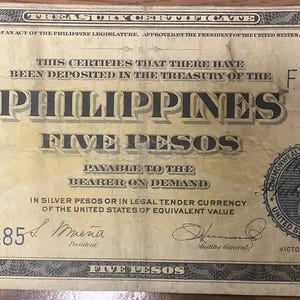 TREASURY CERTIFICATE
OF AN ACT OF THE PHILIPPINE LEGISLATURE, APPROVED BY THE PRESIDENT OF THE UNITED STATES
THIS CERTIFIES THAT THERE HAVE
BEEN DEPOSITED IN THE TREASURY OF THE
F
PHILIPPINES
FIVE PESOS
PAYABLE TO THE
BEARER ON DEMAND
IN SILVER PESOS OR IN LEGAL TENDER CURRENCY
OF THE UNITED STATES OF EQUIVALENT VALUE
85
President
Auditor General
VICTO
FIVE PESOS